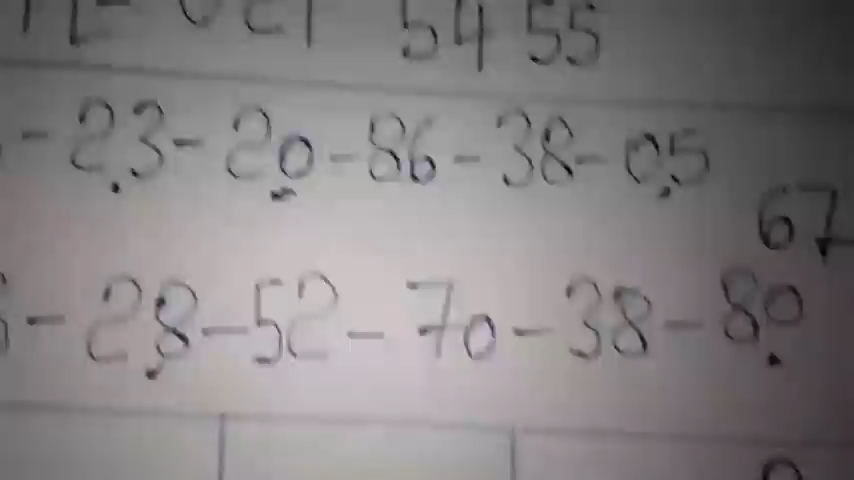 54 55
- 23 - 20 - 86 - 38 - 05
67
- 28 - 52 - 70 - 38 - 80